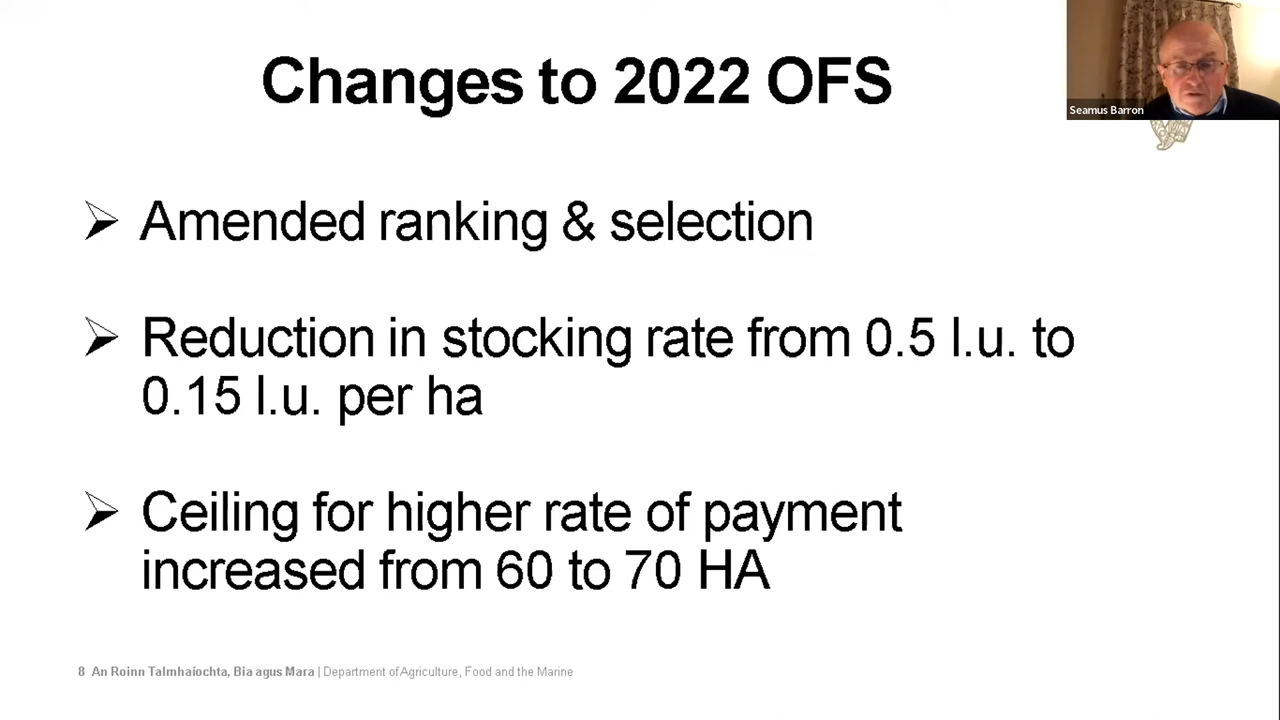 Changes to 2022 OFS
Seamus Barron
Amended ranking & selection
Reduction in stocking rate from 0.5 l.u. to
0.15 l.u. per ha
Ceiling for higher rate of payment
increased from 60 to 70 HA
8 An Roinn Talmhaíochta, Bia agus Mara | Department of Agriculture, Food and the Marine